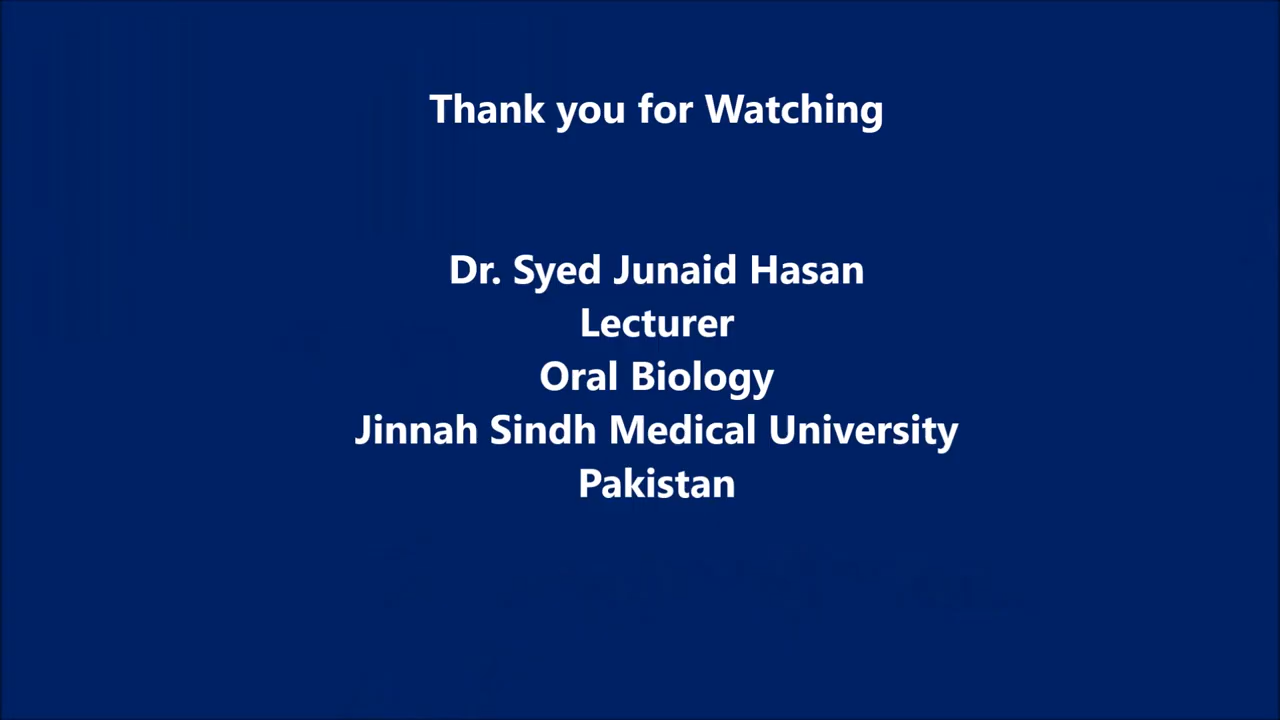 Thank you for Watching
Dr. Syed Junaid Hasan
Lecturer
Oral Biology
Jinnah Sindh Medical University
Pakistan